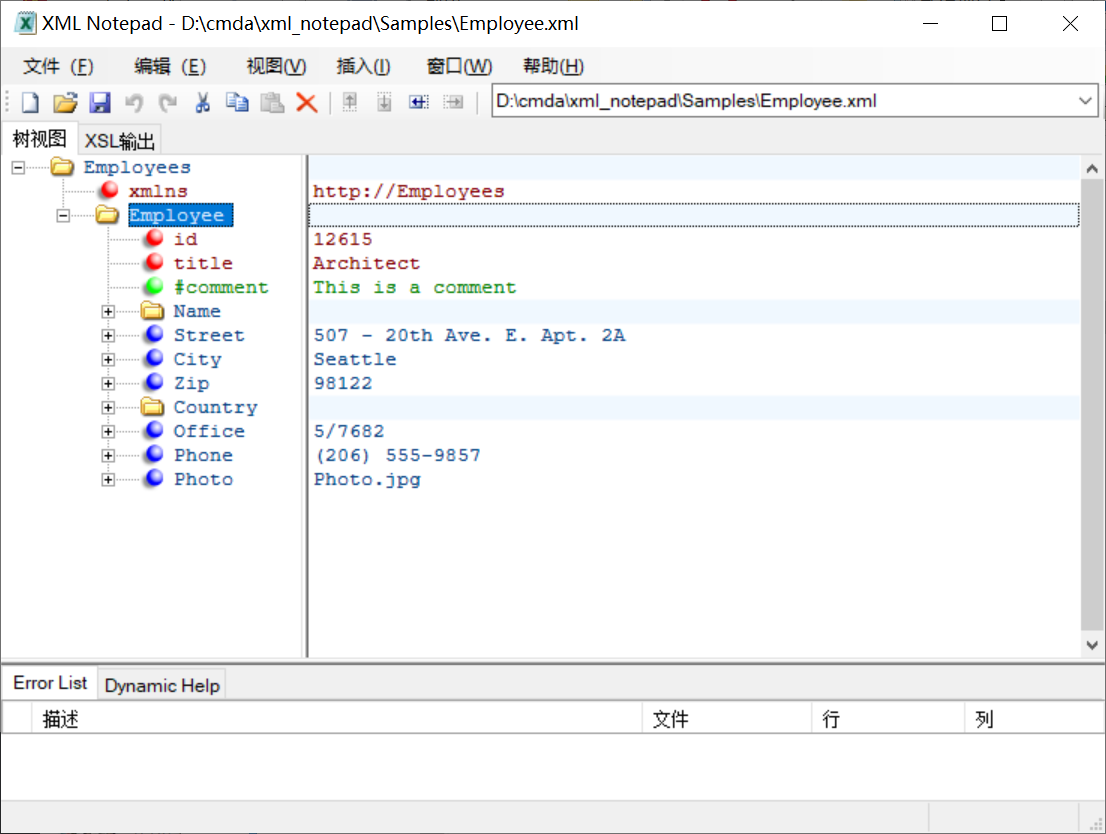 XML Notepad - D:\cmda\xml_notepad\Samples\Employee.xml
文件 (F) 编辑 (E) 视图(V) 插入(I) 窗口(W) 帮助(H)
D:\cmda\xml_notepad\Samples\Employee.xml
树视图 XSL输出
Employees
xmlns http://Employees
Employee
id 12615
title Architect
#comment This is a comment
Name
Street 507 - 20th Ave. E. Apt. 2A
City Seattle
Zip 98122
Country
Office 5/7682
Phone (206) 555-9857
Photo Photo.jpg
Error List Dynamic Help
描述 文件 行 列